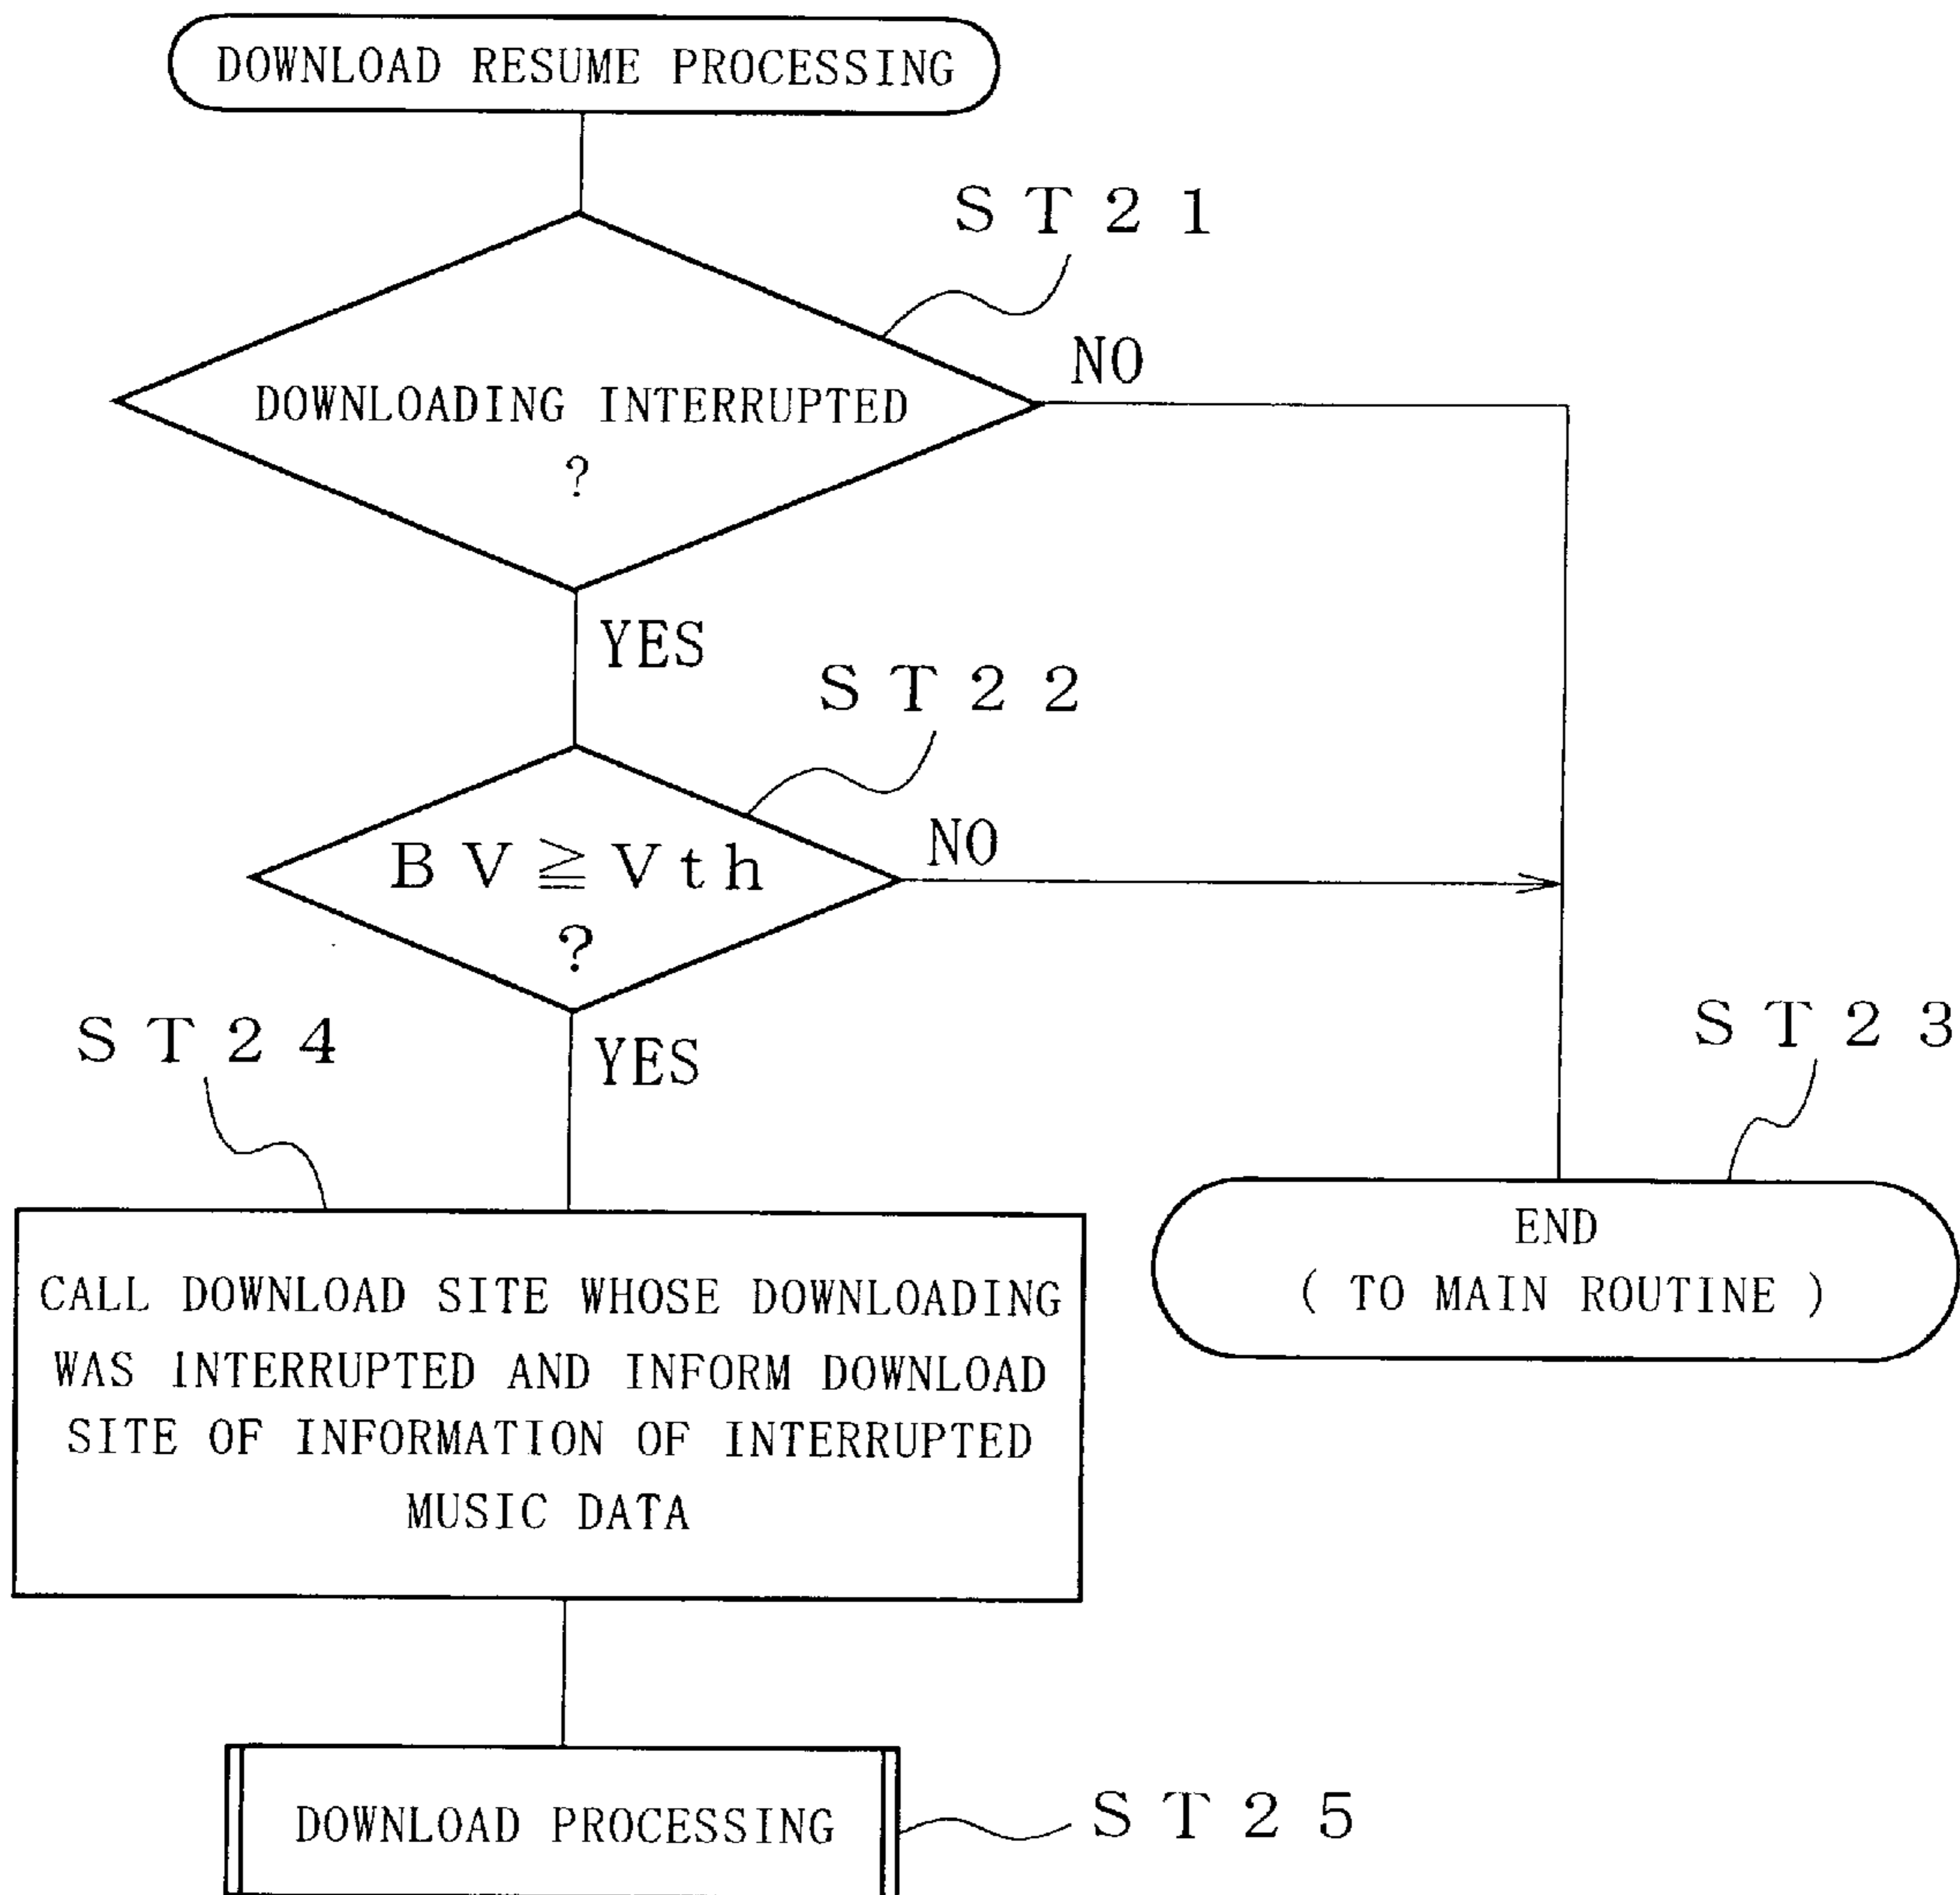 DOWNLOAD RESUME PROCESSING
ST21
DOWNLOADING INTERRUPTED
?
NO
YES
ST22
BV≧Vth
?
NO
YES
ST24
ST23
CALL DOWNLOAD SITE WHOSE DOWNLOADING
WAS INTERRUPTED AND INFORM DOWNLOAD
SITE OF INFORMATION OF INTERRUPTED
MUSIC DATA
END
( TO MAIN ROUTINE )
DOWNLOAD PROCESSING
ST25